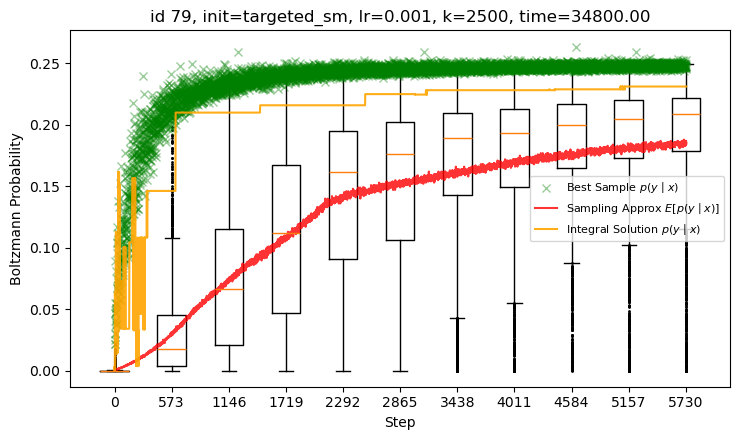 id 79, init=targeted_sm, lr=0.001, k=2500, time=34800.00
Boltzmann Probability
0.25
0.20
0.15
0.10
0.05
0.00
Best Sample p(y | x)
Sampling Approx E[p(y | x)]
Integral Solution p(y | x)
0 573 1146 1719 2292 2865 3438 4011 4584 5157 5730
Step